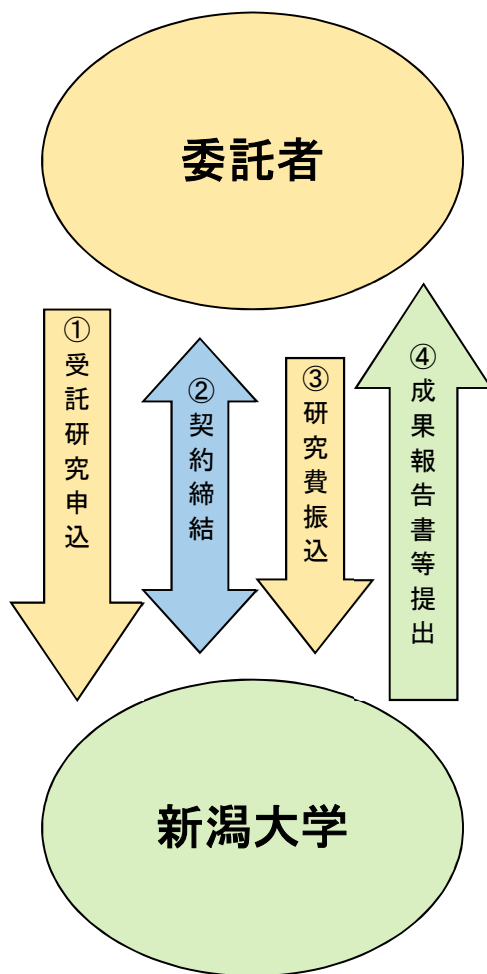 委託者
①受託研究申込
②契約締結
③研究費振込
④成果報告書等提出
新潟大学